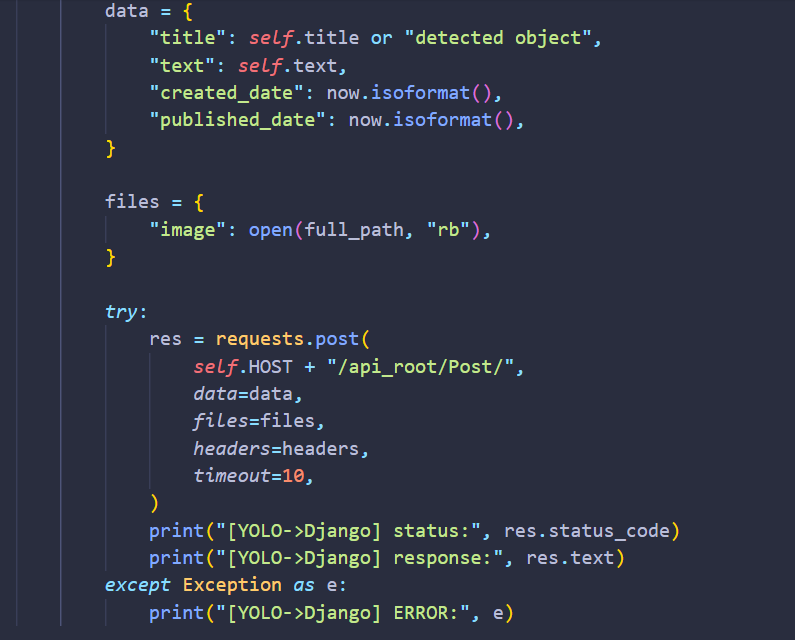 data = {
"title": self.title or "detected object",
"text": self.text,
"created_date": now.isoformat(),
"published_date": now.isoformat(),
}
files = {
"image": open(full_path, "rb"),
}
try:
res = requests.post(
self.HOST + "/api_root/Post/",
data=data,
files=files,
headers=headers,
timeout=10,
)
print("[YOLO->Django] status:", res.status_code)
print("[YOLO->Django] response:", res.text)
except Exception as e:
print("[YOLO->Django] ERROR:", e)